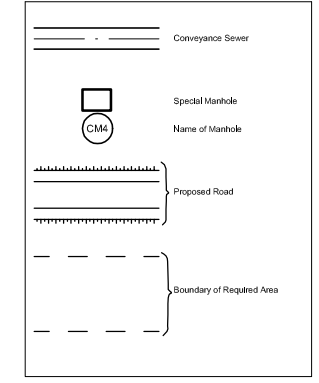 Conveyance Sewer
Special Manhole
CM4
Name of Manhole
Proposed Road
Boundary of Required Area